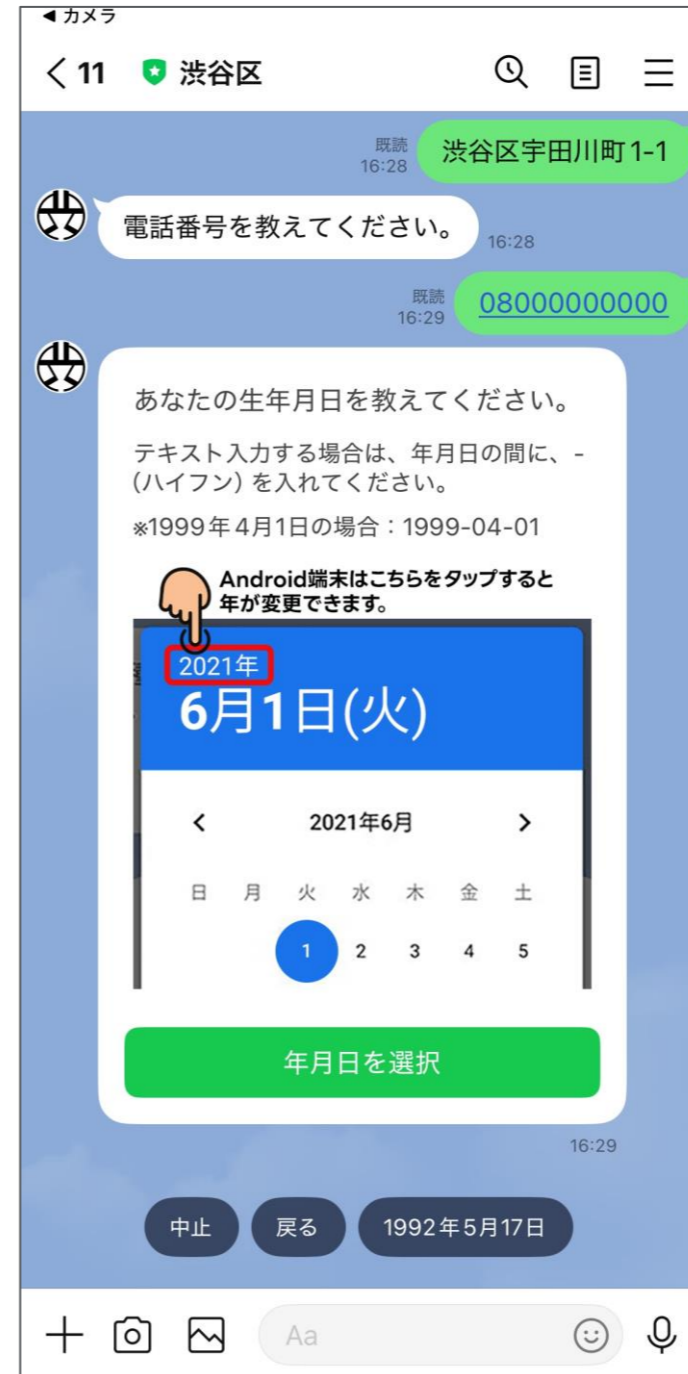 ◀ カメラ
< 11 渋谷区
既読
16:28
渋谷区宇田川町1-1
電話番号を教えてください。
16:28
既読
16:29
08000000000
あなたの生年月日を教えてください。
テキスト入力する場合は、年月日の間に、-
(ハイフン) を入れてください。
※1999年4月1日の場合：1999-04-01
Android端末はこちらをタップすると
年が変更できます。
2021年
6月1日(火)
< 2021年6月 >
日 月 火 水 木 金 土
1 2 3 4 5
年月日を選択
16:29
中止 戻る 1992年5月17日
Aa